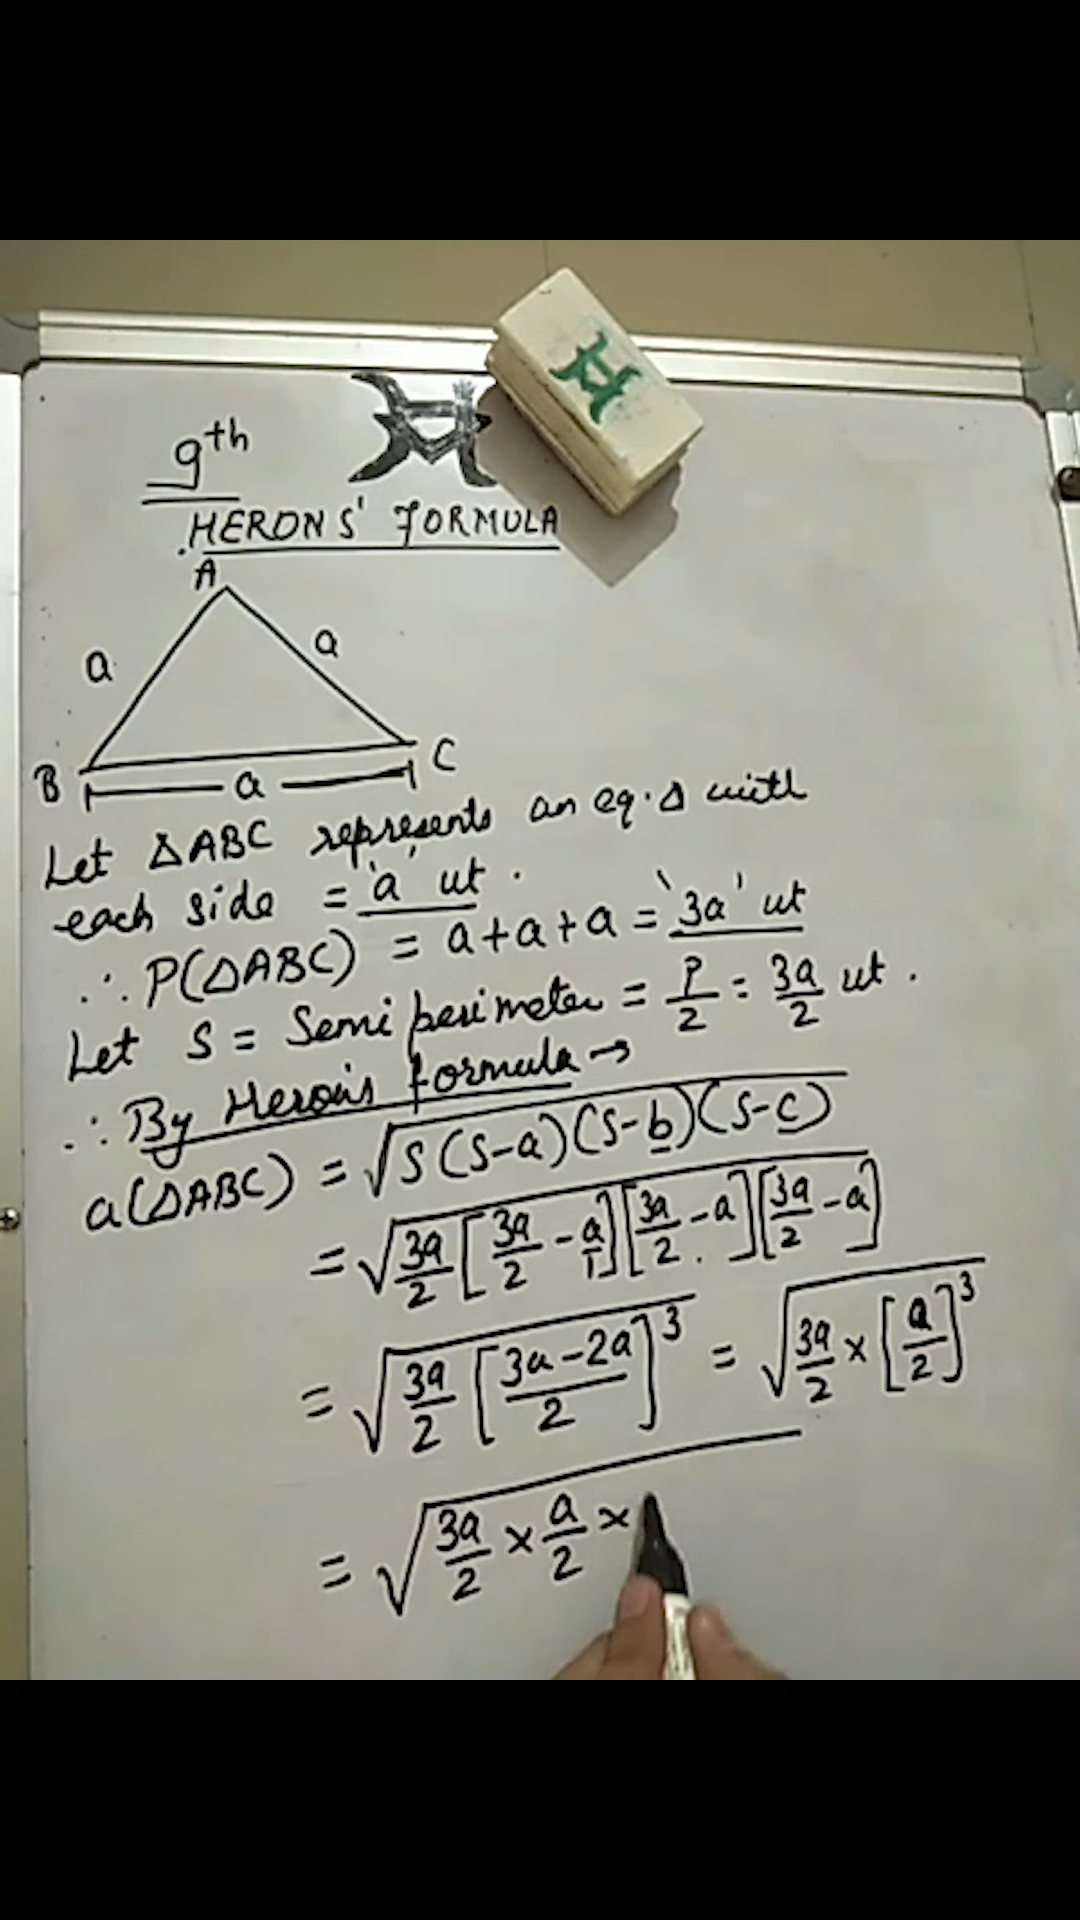 9th
HERONS' FORMULA
A
a a
B C
a
Let ΔABC represents an eq. Δ with
each side = 'a' ut.
∴ P(ΔABC) = a+a+a = '3a' ut
Let S = Semi perimeter = P/2 = 3a/2 ut.
∴ By Heron's formula →
a(ΔABC) = √(S(S-a)(S-b)(S-c))
= √(3a/2 [3a/2 - a/1][3a/2 - a][3a/2 - a])
= √(3a/2 [(3a-2a)/2]³) = √(3a/2 × [a/2]³)
= √(3a/2 × a/2 ×